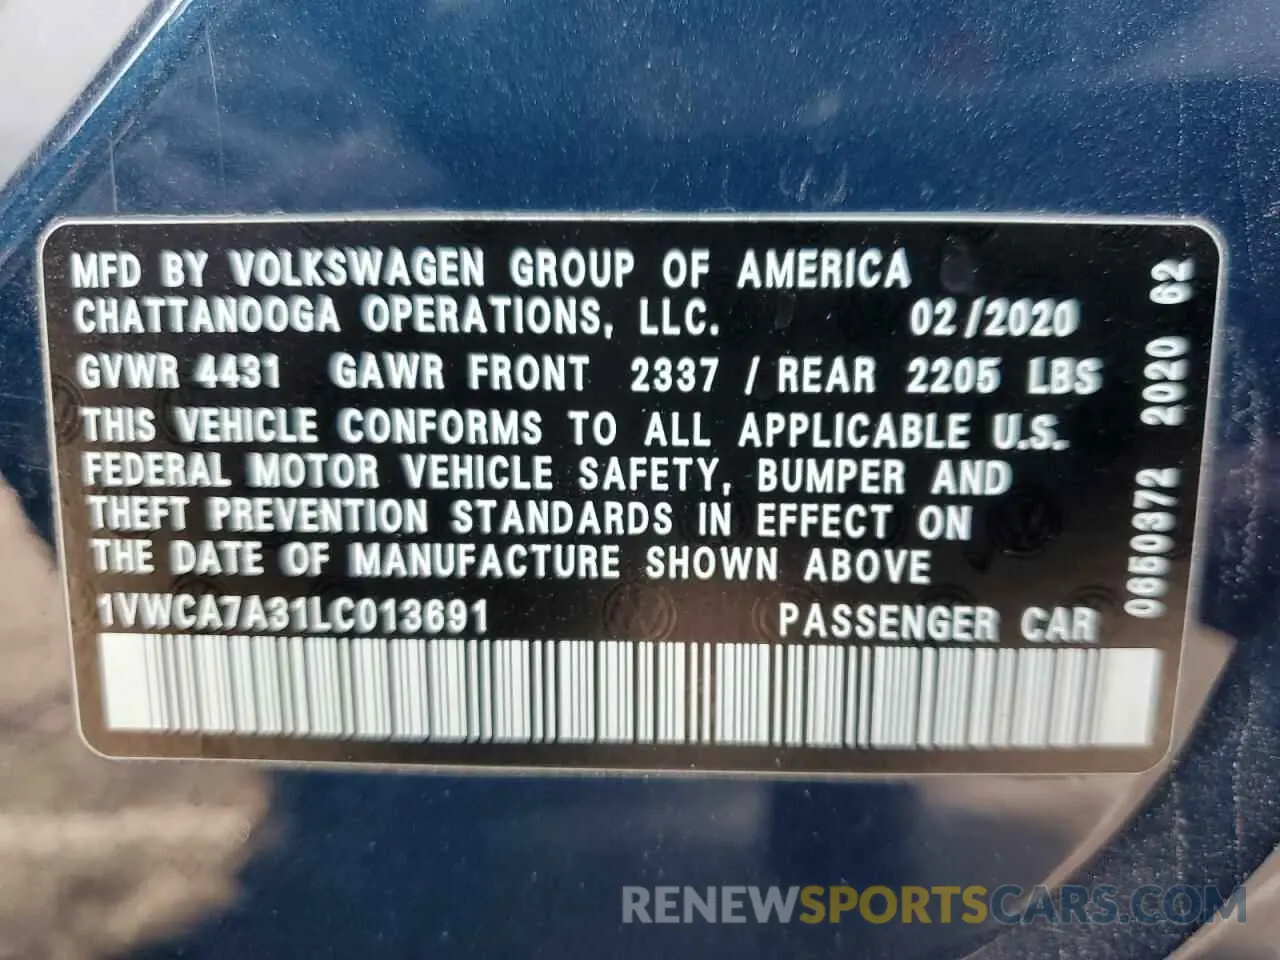 MFD BY VOLKSWAGEN GROUP OF AMERICA
CHATTANOOGA OPERATIONS, LLC. 02/2020
GVWR 4431 GAWR FRONT 2337 / REAR 2205 LBS
THIS VEHICLE CONFORMS TO ALL APPLICABLE U.S.
FEDERAL MOTOR VEHICLE SAFETY, BUMPER AND
THEFT PREVENTION STANDARDS IN EFFECT ON
THE DATE OF MANUFACTURE SHOWN ABOVE
1VWCA7A31LC013691 PASSENGER CAR
0650372 2020 62
RENEWSPORTSCARS.COM